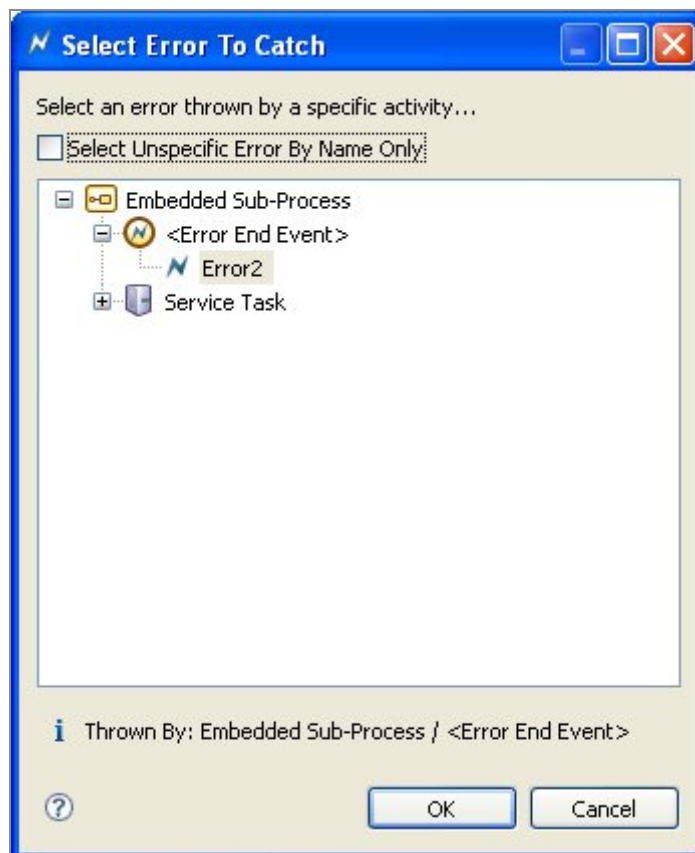 Select Error To Catch
Select an error thrown by a specific activity...
Select Unspecific Error By Name Only
Embedded Sub-Process
<Error End Event>
Error2
Service Task
Thrown By: Embedded Sub-Process / <Error End Event>
OK Cancel